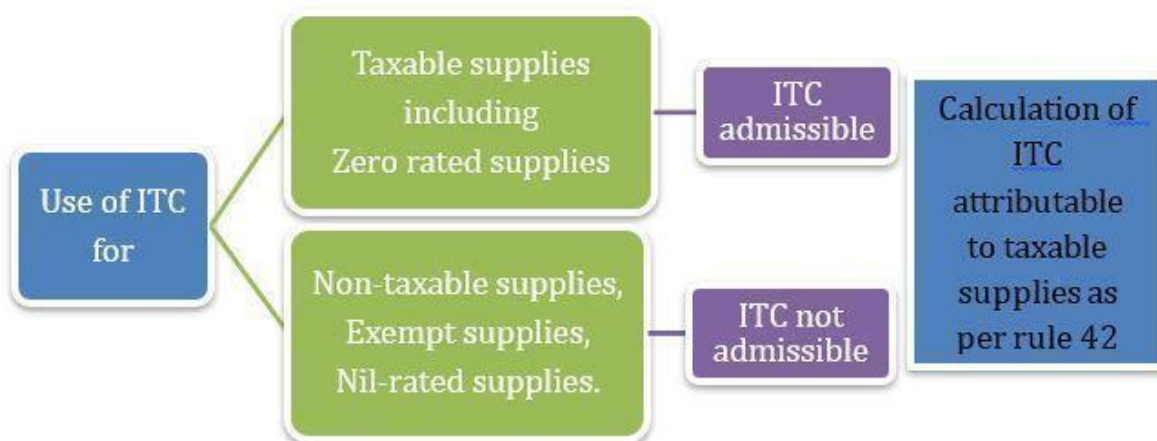 Use of ITC
for
Taxable supplies
including
Zero rated supplies
ITC
admissible
Non-taxable supplies,
Exempt supplies,
Nil-rated supplies.
ITC not
admissible
Calculation of
ITC
attributable
to taxable
supplies as
per rule 42